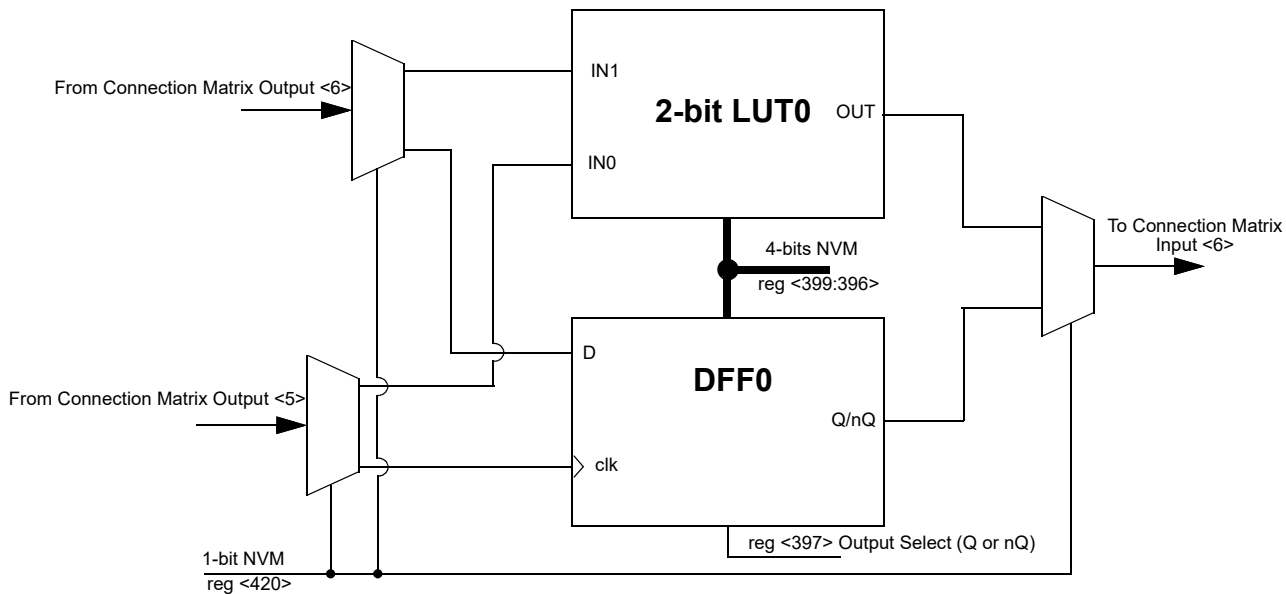 From Connection Matrix Output <6>
IN1
2-bit LUT0
OUT
IN0
To Connection Matrix
Input <6>
4-bits NVM
reg <399:396>
D
DFF0
From Connection Matrix Output <5>
Q/nQ
clk
reg <397> Output Select (Q or nQ)
1-bit NVM
reg <420>